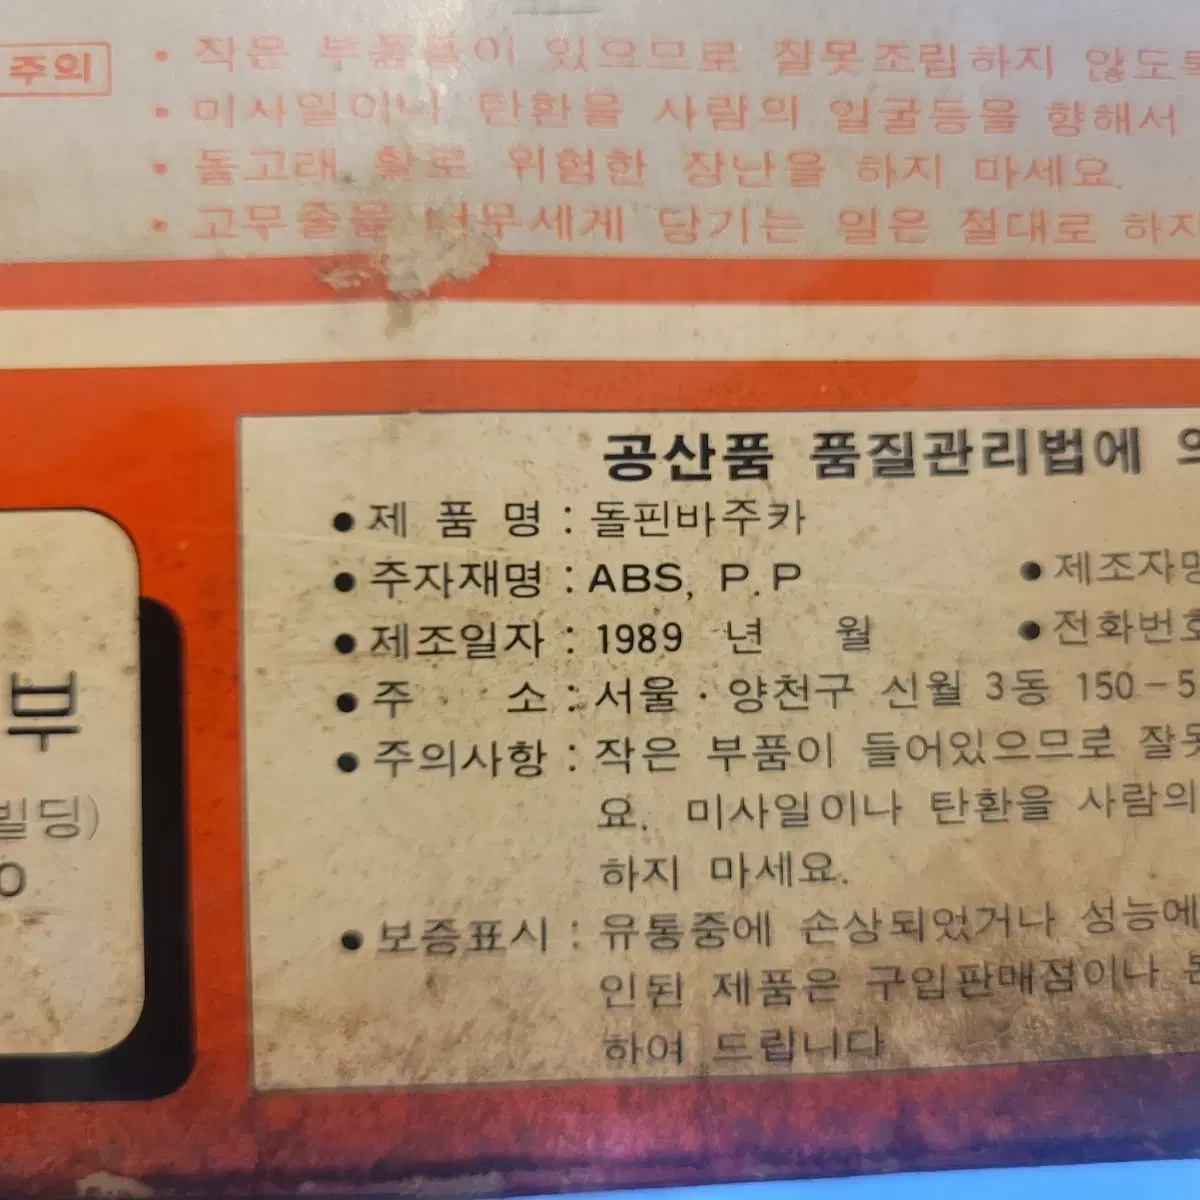 주의
• 작은 부품들이 있으므로 잘못조립하지 않도록
• 미사일이나 탄환을 사람의 얼굴등을 향해서
• 돌고래 활로 위험한 장난을 하지 마세요.
• 고무줄을 너무세게 당기는 일은 절대로 하지
공산품 품질관리법에 의
● 제 품 명 : 돌핀바주카
● 주자재명 : ABS, P.P
● 제조자명
● 제조일자 : 1989 년 월
● 전화번호
● 주 소 : 서울·양천구 신월 3동 150-5
● 주의사항 : 작은 부품이 들어있으므로 잘못
요. 미사일이나 탄환을 사람의
하지 마세요.
● 보증표시 : 유통중에 손상되었거나 성능에
인된 제품은 구입판매점이나 본
하여 드립니다
부
빌딩)
0